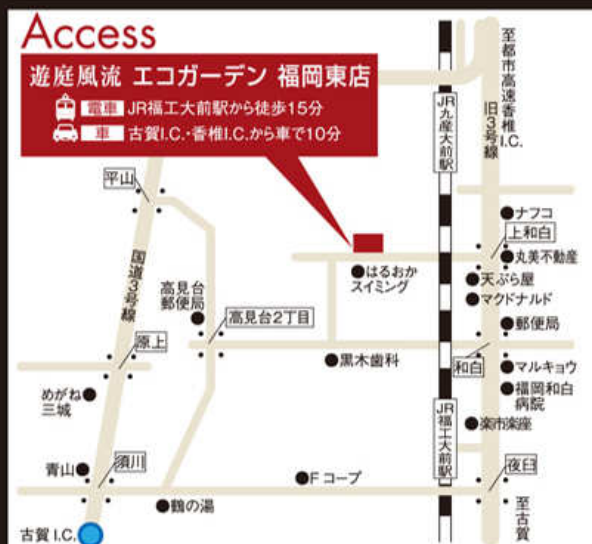 Access
遊庭風流 エコガーデン 福岡東店
電車 JR福工大前駅から徒歩15分
車 古賀I.C.・香椎I.C.から車で10分
至都市高速香椎I.C.
旧3号線
JR九産大前駅
平山
国道3号線
ナフコ
上和白
丸美不動産
はるおか
スイミング
天ぷら屋
マクドナルド
高見台
郵便局
高見台2丁目
郵便局
原上
黒木歯科
和白
マルキョウ
めがね
三城
福岡和白
病院
JR福工大前駅
楽市楽座
青山
須川
Fコープ
夜臼
鶴の湯
至古賀
古賀 I.C.